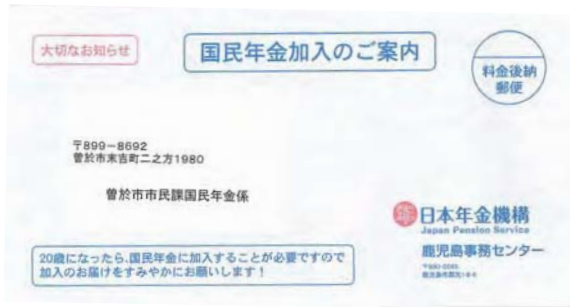 大切なお知らせ
国民年金加入のご案内
料金後納
郵便
〒899-8692
曽於市末吉町二之方1980
曽於市市民課国民年金係
日本年金機構
Japan Pension Service
鹿児島事務センター
20歳になったら、国民年金に加入することが必要ですので
加入のお届けをすみやかにお願いします!